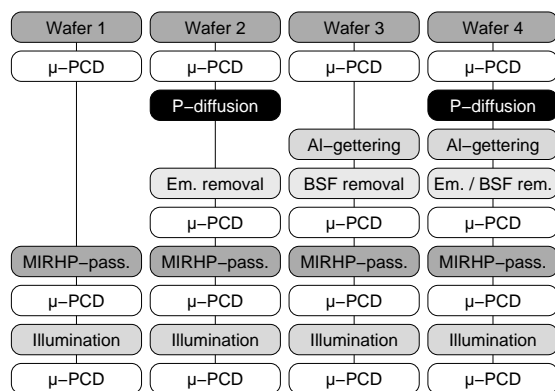 Wafer 1 Wafer 2 Wafer 3 Wafer 4
μ−PCD μ−PCD μ−PCD μ−PCD
P−diffusion P−diffusion
Al−gettering Al−gettering
Em. removal BSF removal Em. / BSF rem.
μ−PCD μ−PCD μ−PCD
MIRHP−pass. MIRHP−pass. MIRHP−pass. MIRHP−pass.
μ−PCD μ−PCD μ−PCD μ−PCD
Illumination Illumination Illumination Illumination
μ−PCD μ−PCD μ−PCD μ−PCD